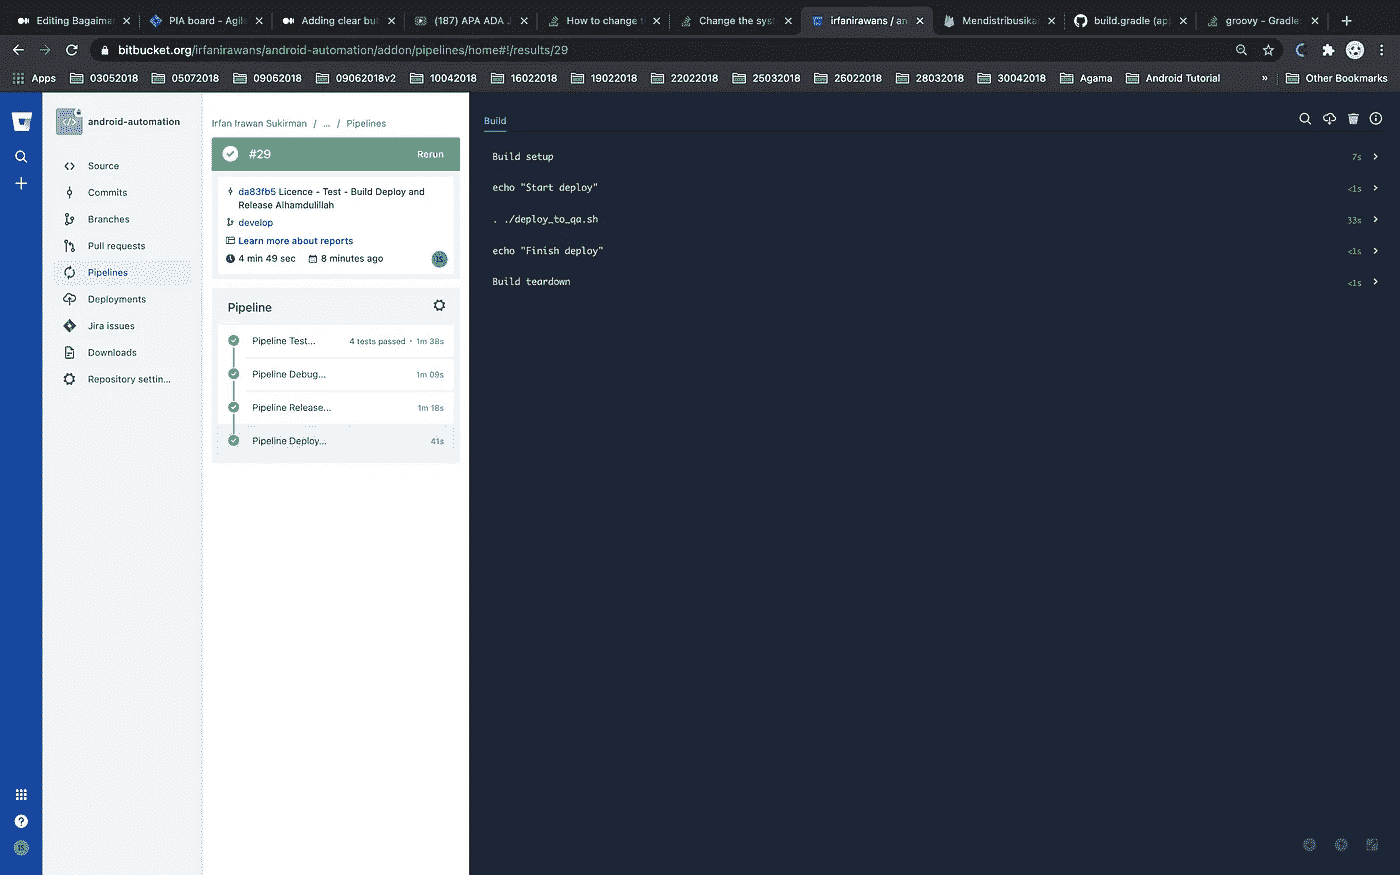 Editing Bagaima
PIA board - Agile
Adding clear but
(187) APA ADA J
How to change t
Change the syst
irfanirawans / an
Mendistribusika
build.gradle (app
groovy - Gradle
bitbucket.org/irfanirawans/android-automation/addon/pipelines/home#!/results/29
Apps 03052018 05072018 09062018 09062018v2 10042018 16022018 19022018 22022018 25032018 26022018 28032018 30042018 Agama Android Tutorial » Other Bookmarks
android-automation
Source
Commits
Branches
Pull requests
Pipelines
Deployments
Jira issues
Downloads
Repository settin...
Irfan Irawan Sukirman / ... / Pipelines
#29 Rerun
da83fb5 Licence - Test - Build Deploy and
Release Alhamdulillah
develop
Learn more about reports
4 min 49 sec 8 minutes ago
IS
Pipeline
Pipeline Test... 4 tests passed • 1m 38s
Pipeline Debug... 1m 09s
Pipeline Release... 1m 18s
Pipeline Deploy... 41s
Build
Build setup 7s
echo "Start deploy" <1s
. ./deploy_to_qa.sh 33s
echo "Finish deploy" <1s
Build teardown <1s
IS